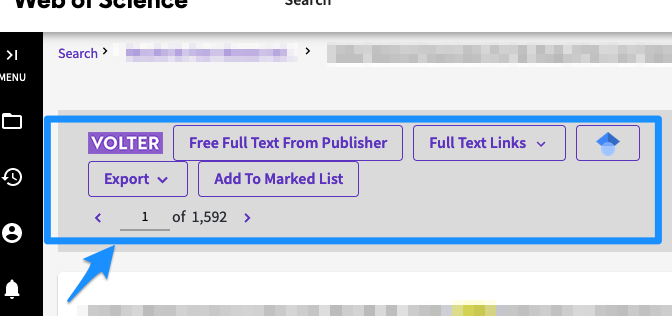 Web of Science
Search
MENU
Search
VOLTER Free Full Text From Publisher Full Text Links
Export Add To Marked List
1 of 1,592